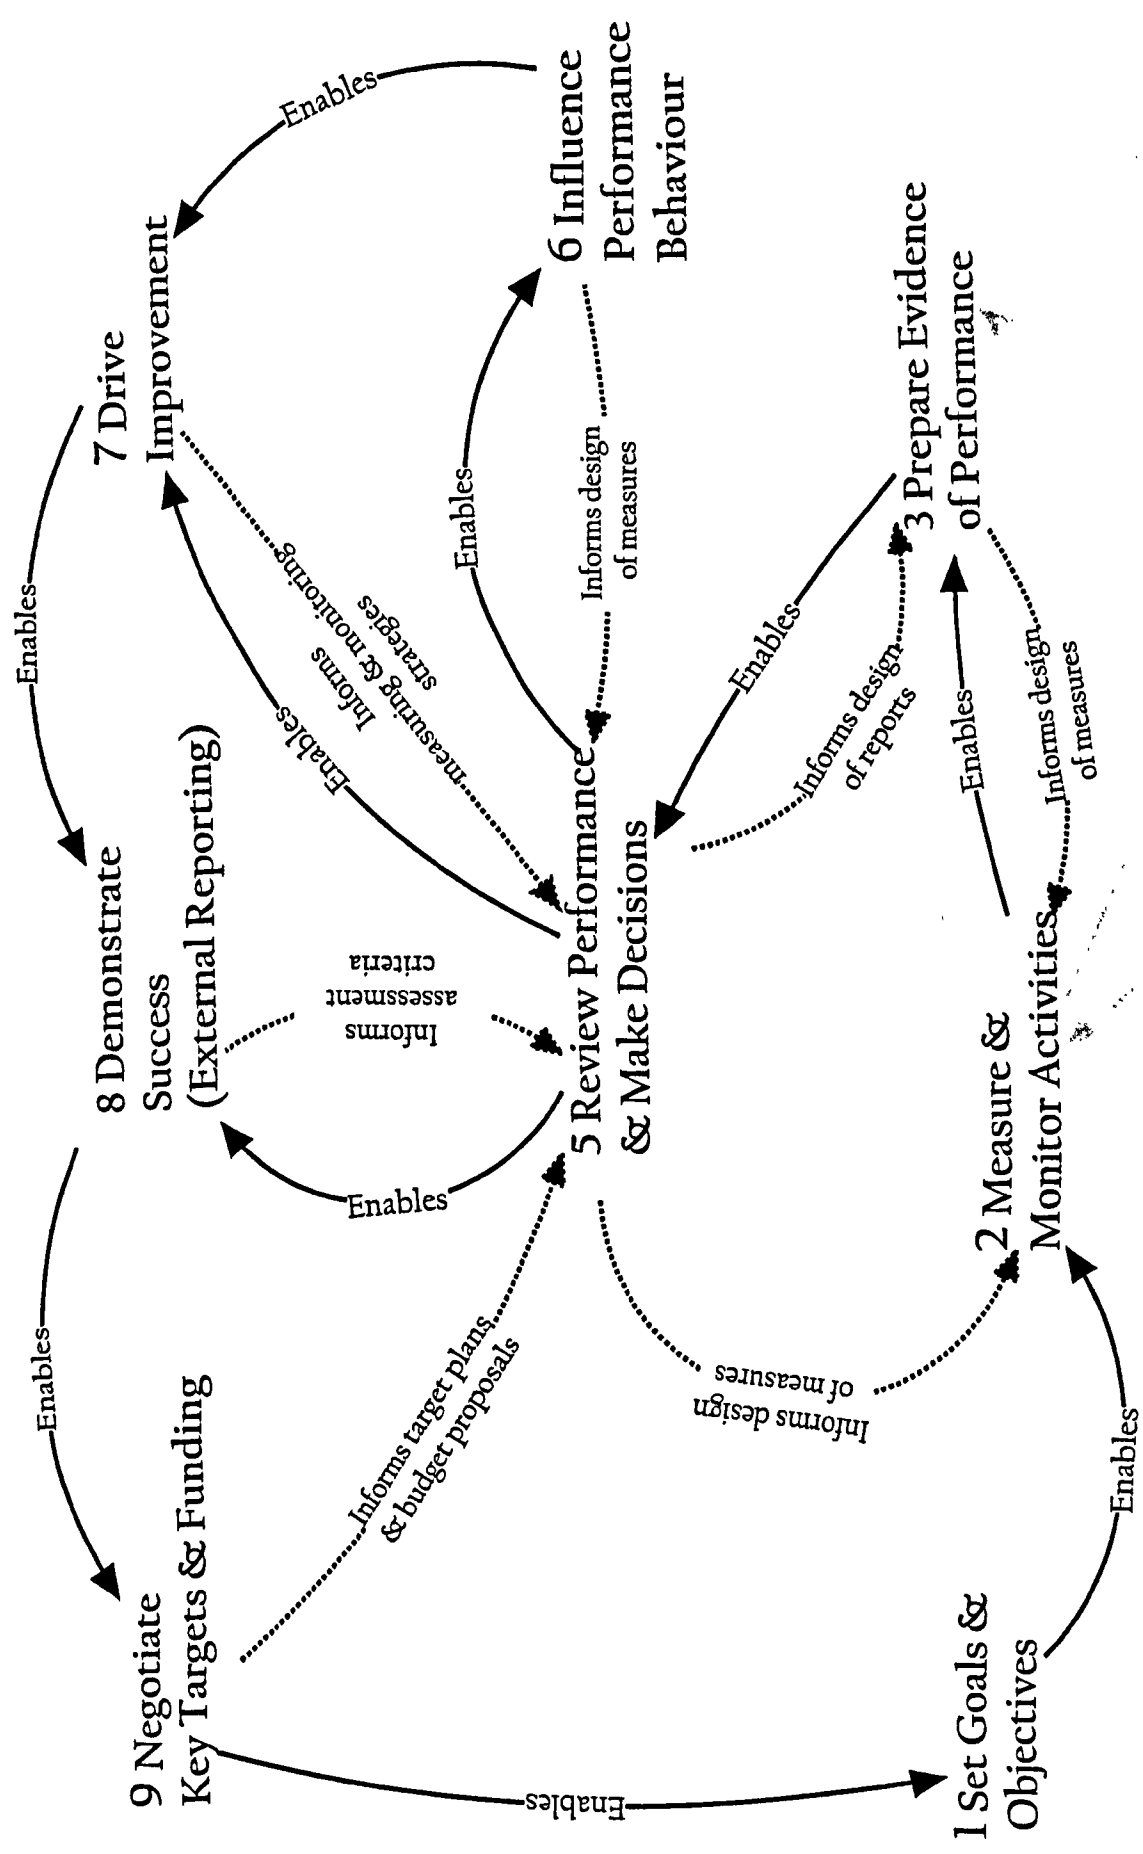 9 Negotiate
Key Targets & Funding
Enables
8 Demonstrate
Success
(External Reporting)
Enables
7 Drive
Improvement
Enables
Informs target plans
& budget proposals
Enables
Informs
assessment
criteria
Enables
Informs
measuring & monitoring
strategies
5 Review Performance
& Make Decisions
Enables
Informs design
of measures
6 Influence
Performance
Behaviour
Enables
Informs design
of measures
Enables
Informs design
of reports
1 Set Goals &
Objectives
Enables
2 Measure &
Monitor Activities
Enables
Informs design
of measures
3 Prepare Evidence
of Performance